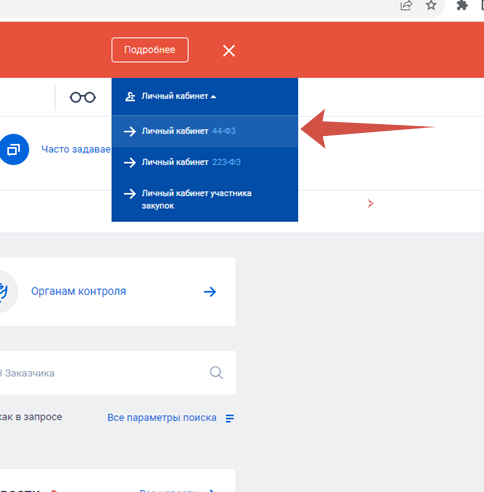 Подробнее
Личный кабинет
Личный кабинет 44-ФЗ
Часто задавае
Личный кабинет 223-ФЗ
Личный кабинет участника
закупок
Органам контроля
Заказчика
как в запросе
Все параметры поиска